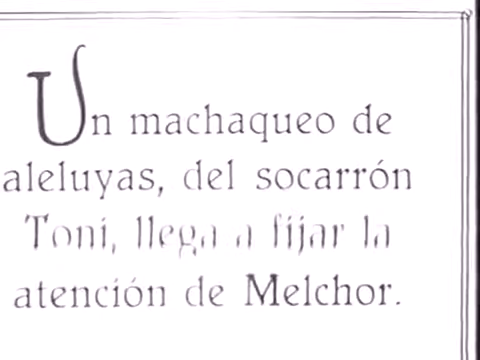 Un machaqueo de
aleluyas, del socarrón
Toni, llega a fijar la
atención de Melchor.